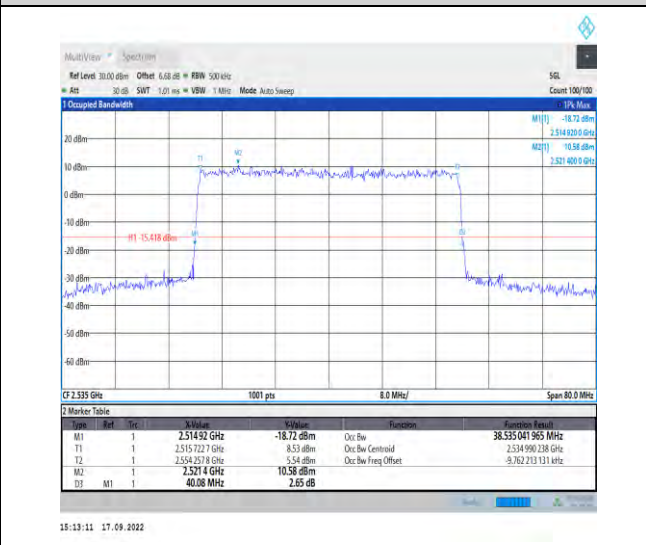 MultiView Spectrum
Ref Level 30.00 dBm Offset 6.68 dB RBW 500 kHz SGL
Att 30 dB SWT 1.01 ms VBW 1 MHz Mode Auto Sweep Count 100/100
1 Occupied Bandwidth 1Pk Max
M1[1] -18.72 dBm
2.514 920 0 GHz
M2[1] 10.58 dBm
2.521 400 0 GHz
20 dBm
T1 M2 T2
10 dBm
0 dBm
-10 dBm
H1 -15.418 dBm M1 D3
-20 dBm
-30 dBm
-40 dBm
-50 dBm
-60 dBm
CF 2.535 GHz 1001 pts 8.0 MHz/ Span 80.0 MHz
2 Marker Table
Type Ref Trc X-Value Y-Value Function Function Result
M1 1 2.514 92 GHz -18.72 dBm Occ Bw 38.535 041 965 MHz
T1 1 2.515 722 7 GHz 8.53 dBm Occ Bw Centroid 2.534 990 238 GHz
T2 1 2.554 257 8 GHz 5.54 dBm Occ Bw Freq Offset -9.762 213 131 kHz
M2 1 2.521 4 GHz 10.58 dBm
D3 M1 1 40.08 MHz 2.65 dB
15:13:11 17.09.2022